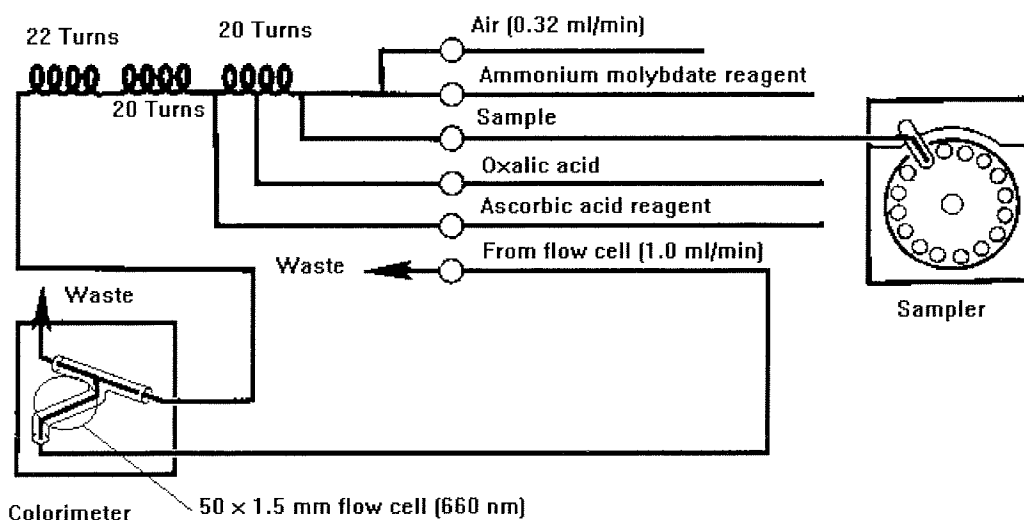 Air (0.32 ml/min)
22 Turns
20 Turns
Ammonium molybdate reagent
20 Turns
Sample
Oxalic acid
Ascorbic acid reagent
From flow cell (1.0 ml/min)
Waste
Waste
Sampler
50 × 1.5 mm flow cell (660 nm)
Colorimeter